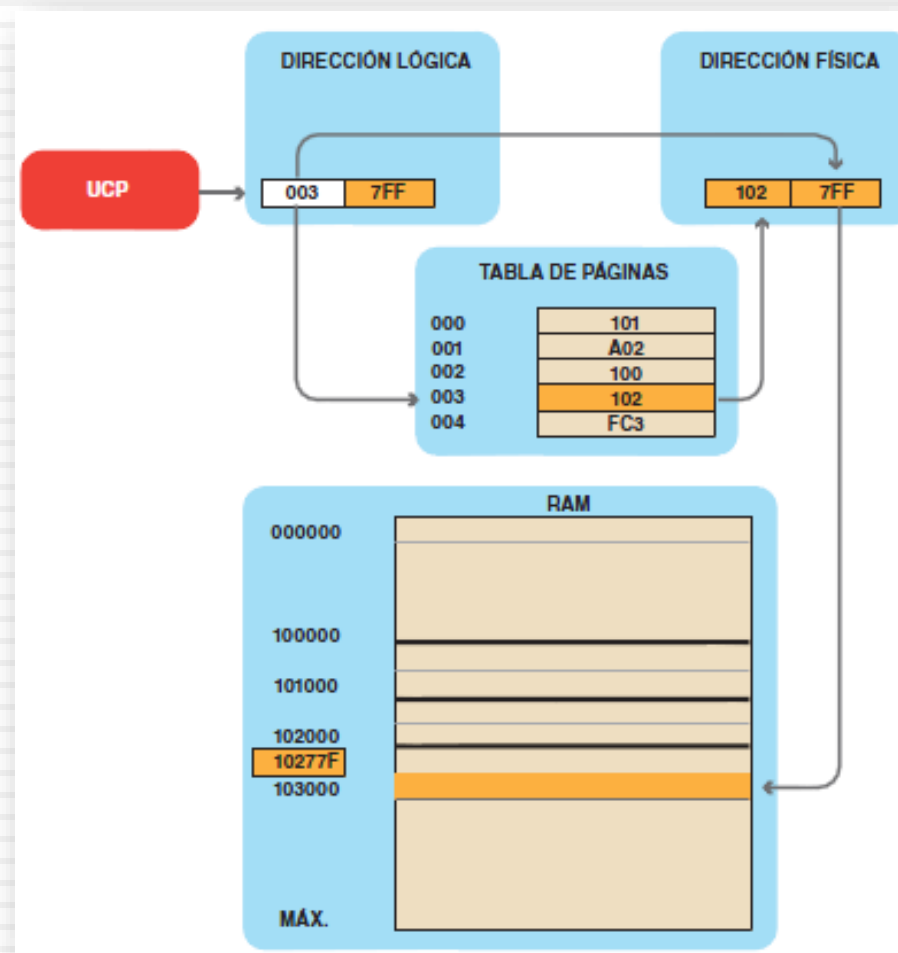 DIRECCIÓN LÓGICA
DIRECCIÓN FÍSICA
UCP
003 7FF
102 7FF
TABLA DE PÁGINAS
000 101
001 A02
002 100
003 102
004 FC3
RAM
000000
100000
101000
102000
10277F
103000
MÁX.